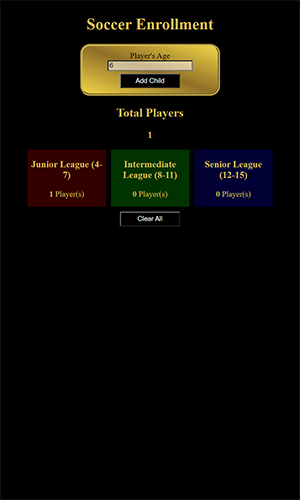 Soccer Enrollment
Player's Age
6
Add Child
Total Players
1
Junior League (4-
7)
1 Player(s)
Intermediate
League (8-11)
0 Player(s)
Senior League
(12-15)
0 Player(s)
Clear All